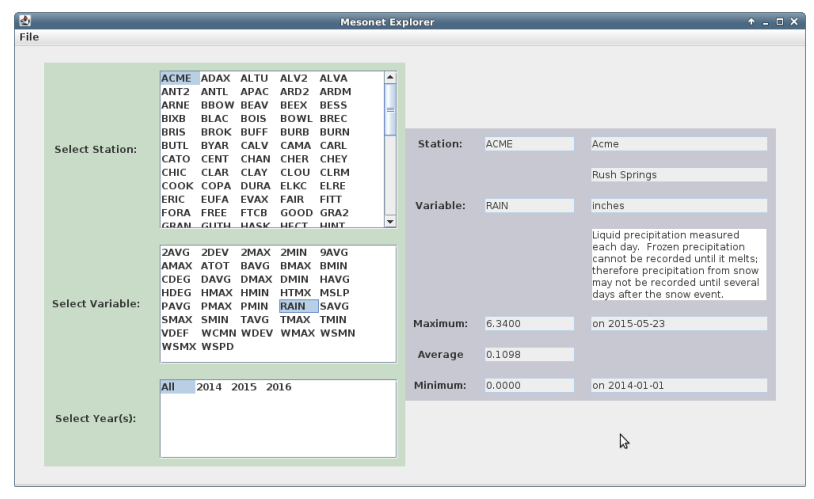 Mesonet Explorer
File
Select Station:
ACME ADAX ALTU ALV2 ALVA
ANT2 ANTL APAC ARD2 ARDM
ARNE BBOW BEAV BEEX BESS
BIXB BLAC BOIS BOWL BREC
BRIS BROK BUFF BURB BURN
BUTL BYAR CALV CAMA CARL
CATO CENT CHAN CHER CHEY
CHIC CLAR CLAY CLOU CLRM
COOK COPA DURA ELKC ELRE
ERIC EUFA EVAX FAIR FITT
FORA FREE FTCB GOOD GRA2
GRAN GUTH HASK HECT HINT
Select Variable:
2AVG 2DEV 2MAX 2MIN 9AVG
AMAX ATOT BAVG BMAX BMIN
CDEG DAVG DMAX DMIN HAVG
HDEG HMAX HMIN HTMX MSLP
PAVG PMAX PMIN RAIN SAVG
SMAX SMIN TAVG TMAX TMIN
VDEF WCMN WDEV WMAX WSMN
WSMX WSPD
Select Year(s):
All 2014 2015 2016
Station: ACME Acme
Rush Springs
Variable: RAIN inches
Liquid precipitation measured
each day. Frozen precipitation
cannot be recorded until it melts;
therefore precipitation from snow
may not be recorded until several
days after the snow event.
Maximum: 6.3400 on 2015-05-23
Average 0.1098
Minimum: 0.0000 on 2014-01-01